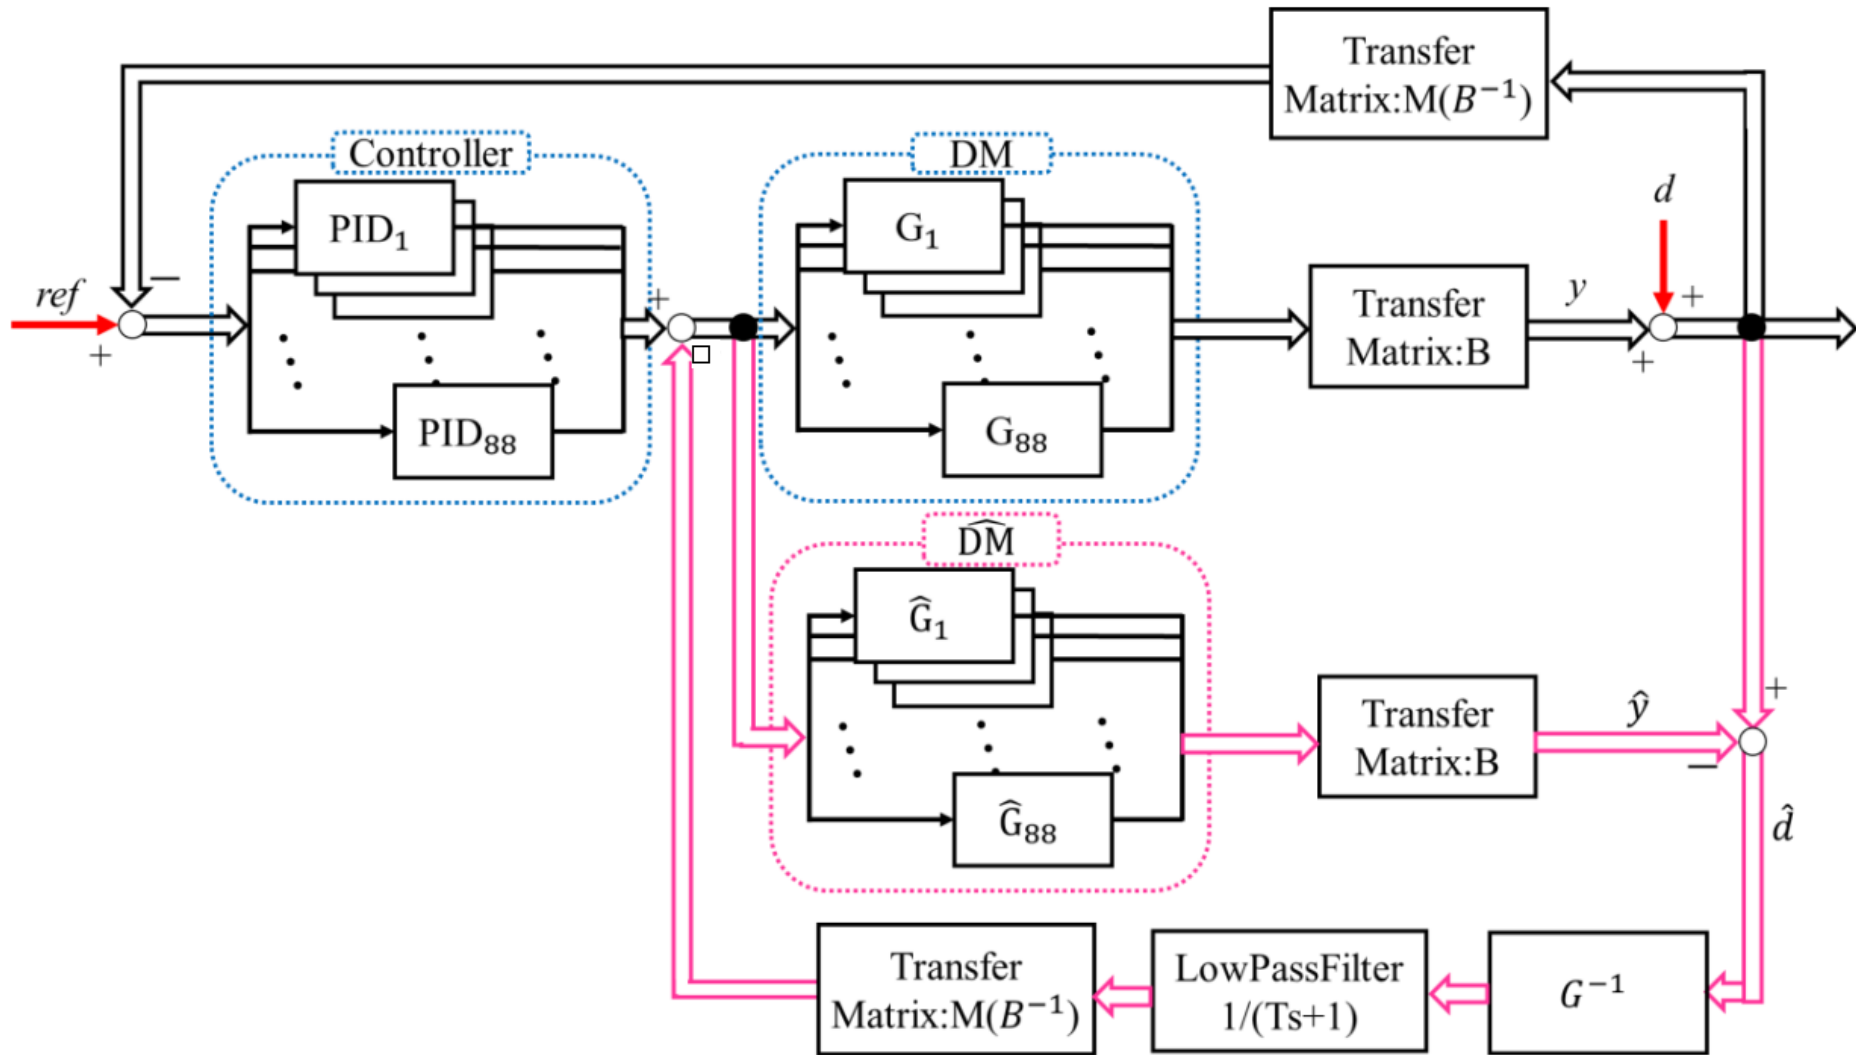 Transfer
Matrix:M(B⁻¹)
Controller
DM
PID₁
G₁
d
ref
−
+
+
y
+
+
Transfer
Matrix:B
PID₈₈
G₈₈
D̂M̂
Ĝ₁
Transfer
Matrix:B
ŷ
+
−
Ĝ₈₈
d̂
Transfer
Matrix:M(B⁻¹)
LowPassFilter
1/(Ts+1)
G⁻¹